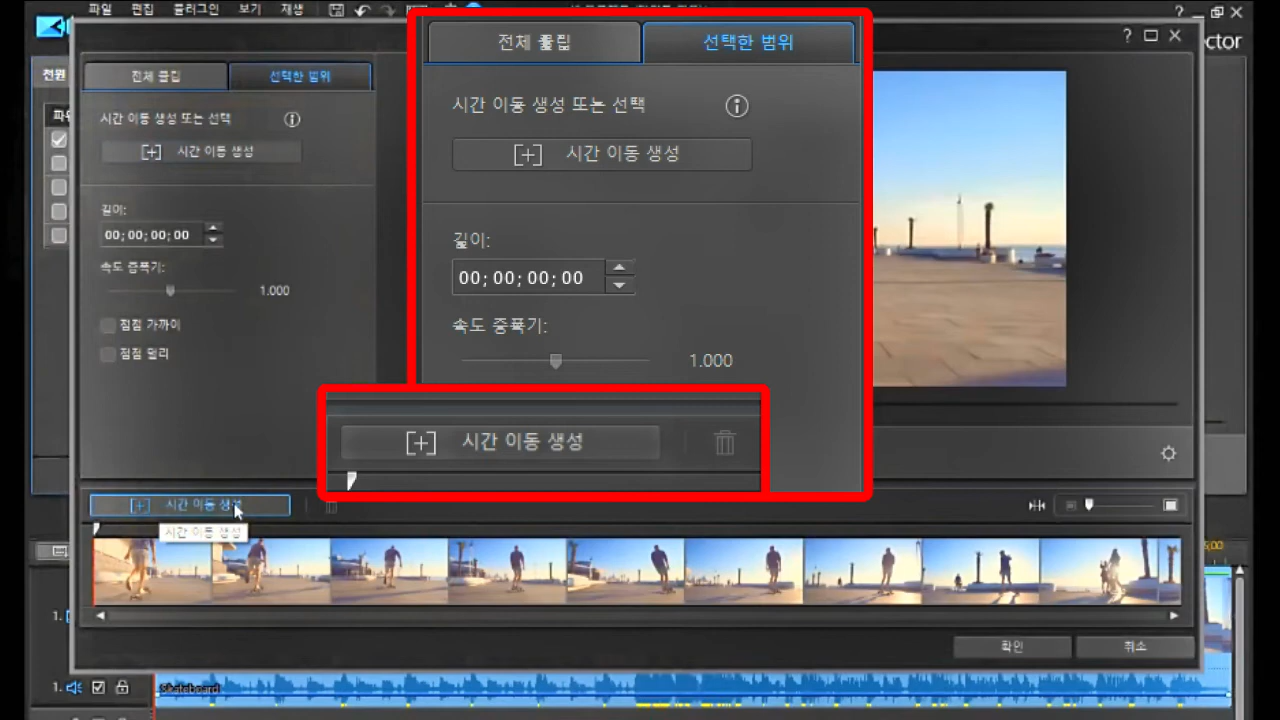 파일 편집 플러그인 보기 재생
ctor
전체 클립 선택한 범위
시간 이동 생성 또는 선택
[+] 시간 이동 생성
길이:
00;00;00;00
속도 증폭기:
1.000
점점 가까이
점점 멀리
전체 클립 선택한 범위
시간 이동 생성 또는 선택
[+] 시간 이동 생성
길이:
00;00;00;00
속도 증폭기:
1.000
[+] 시간 이동 생성
[+] 시간 이동 생성
시간 이동 생성
확인 취소
1.
1.
Skateboard